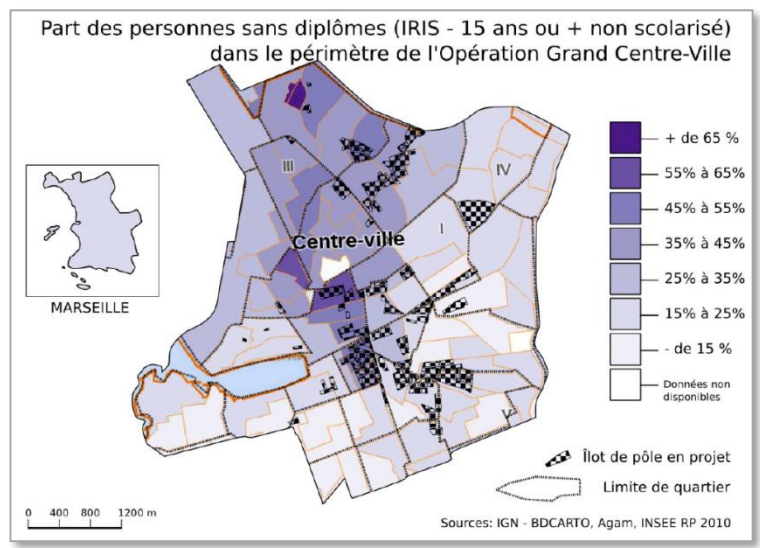 Part des personnes sans diplômes (IRIS - 15 ans ou + non scolarisé)
dans le périmètre de l'Opération Grand Centre-Ville
III
IV
I
Centre-ville
V
MARSEILLE
+ de 65 %
55% à 65%
45% à 55%
35% à 45%
25% à 35%
15% à 25%
- de 15 %
Données non
disponibles
Îlot de pôle en projet
Limite de quartier
0 400 800 1200 m
Sources: IGN - BDCARTO, Agam, INSEE RP 2010